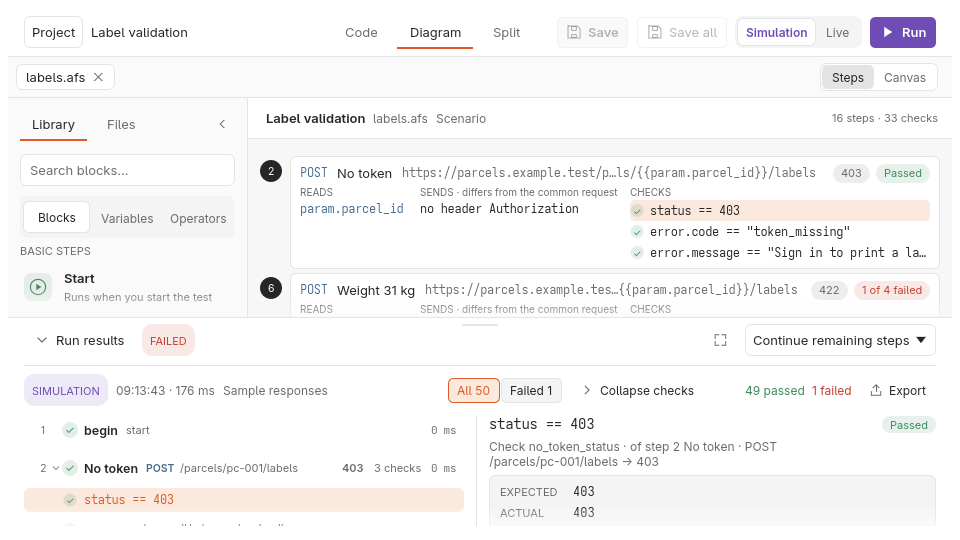 Project Label validation Code Diagram Split Save Save all Simulation Live Run
labels.afs Steps Canvas
Library Files
Label validation labels.afs Scenario 16 steps · 33 checks
Search blocks...
Blocks Variables Operators
BASIC STEPS
Start
Runs when you start the test
2 POST No token https://parcels.example.test/p…ls/{{param.parcel_id}}/labels 403 Passed
READS SENDS · differs from the common request CHECKS
param.parcel_id no header Authorization status == 403
error.code == "token_missing"
error.message == "Sign in to print a la…
6 POST Weight 31 kg https://parcels.example.tes…{{param.parcel_id}}/labels 422 1 of 4 failed
READS SENDS · differs from the common request CHECKS
Run results FAILED Continue remaining steps
SIMULATION 09:13:43 · 176 ms Sample responses All 50 Failed 1 Collapse checks 49 passed 1 failed Export
1 begin start 0 ms
2 No token POST /parcels/pc-001/labels 403 3 checks 0 ms
status == 403
status == 403 Passed
Check no_token_status · of step 2 No token · POST
/parcels/pc-001/labels → 403
EXPECTED 403
ACTUAL 403